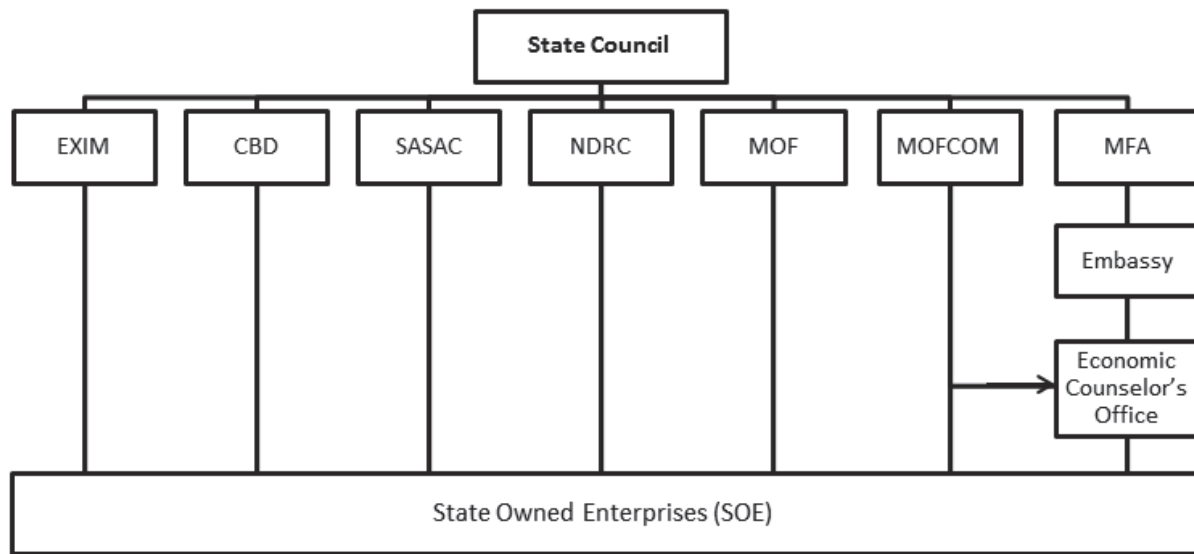 State Council
EXIM
CBD
SASAC
NDRC
MOF
MOFCOM
MFA
Embassy
Economic
Counselor's
Office
State Owned Enterprises (SOE)